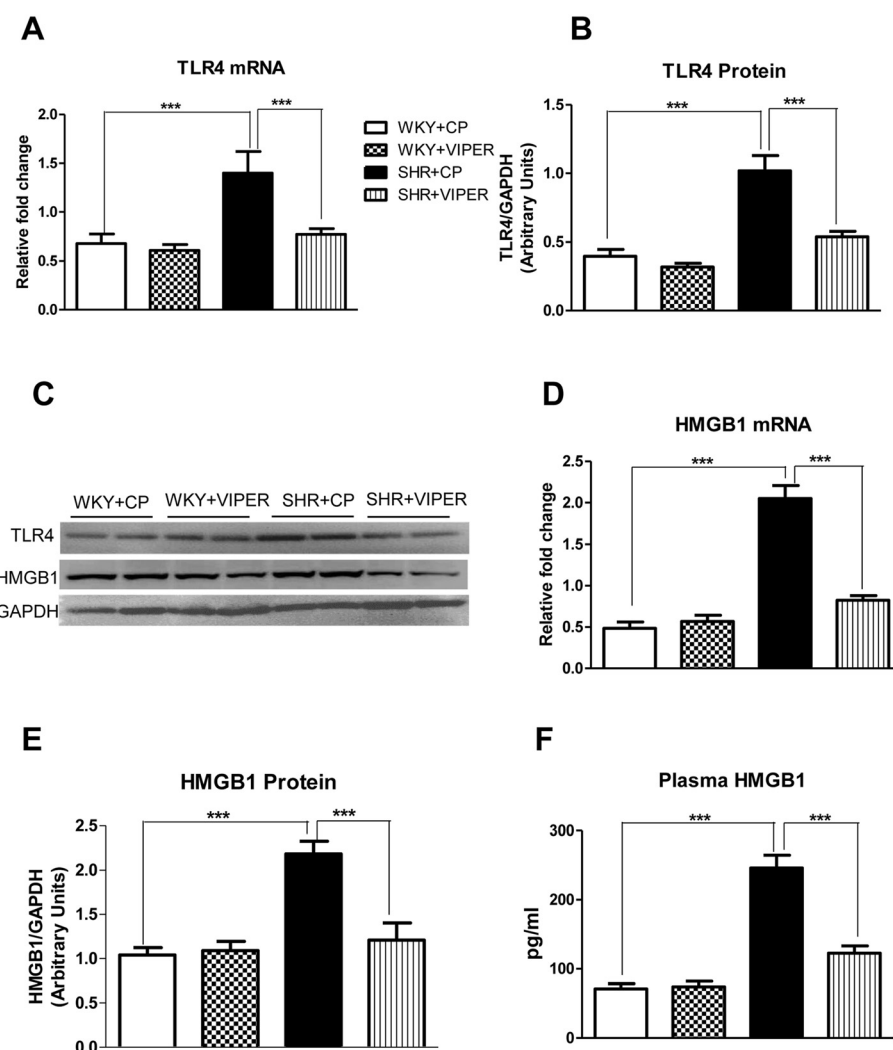 A
TLR4 mRNA
Relative fold change
2.0
1.5
1.0
0.5
0.0
***
***
WKY+CP
WKY+VIPER
SHR+CP
SHR+VIPER
B
TLR4 Protein
TLR4/GAPDH
(Arbitrary Units)
1.5
1.0
0.5
0.0
***
***
C
WKY+CP WKY+VIPER SHR+CP SHR+VIPER
TLR4
HMGB1
GAPDH
D
HMGB1 mRNA
Relative fold change
2.5
2.0
1.5
1.0
0.5
0.0
***
***
E
HMGB1 Protein
HMGB1/GAPDH
(Arbitrary Units)
2.5
2.0
1.5
1.0
0.5
0.0
***
***
F
Plasma HMGB1
pg/ml
300
200
100
0
***
***